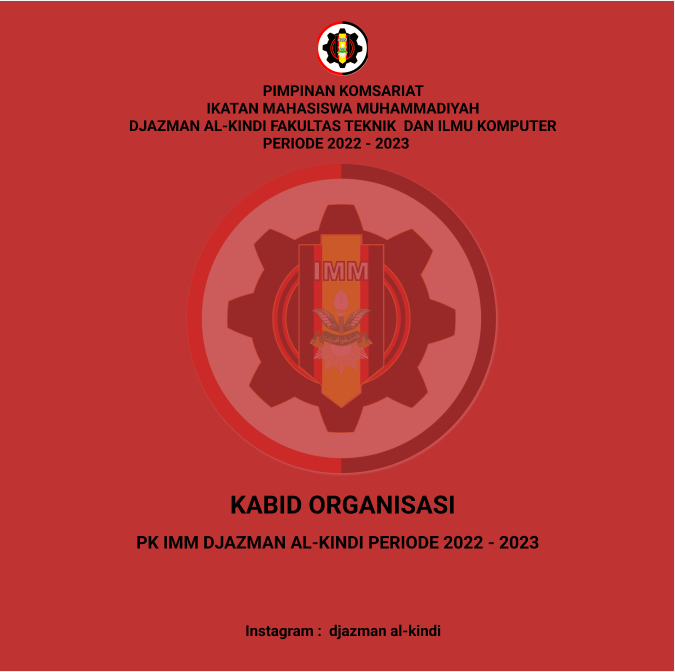 PIMPINAN KOMSARIAT
IKATAN MAHASISWA MUHAMMADIYAH
DJAZMAN AL-KINDI FAKULTAS TEKNIK DAN ILMU KOMPUTER
PERIODE 2022 - 2023
IMM
KABID ORGANISASI
PK IMM DJAZMAN AL-KINDI PERIODE 2022 - 2023
Instagram : djazman al-kindi